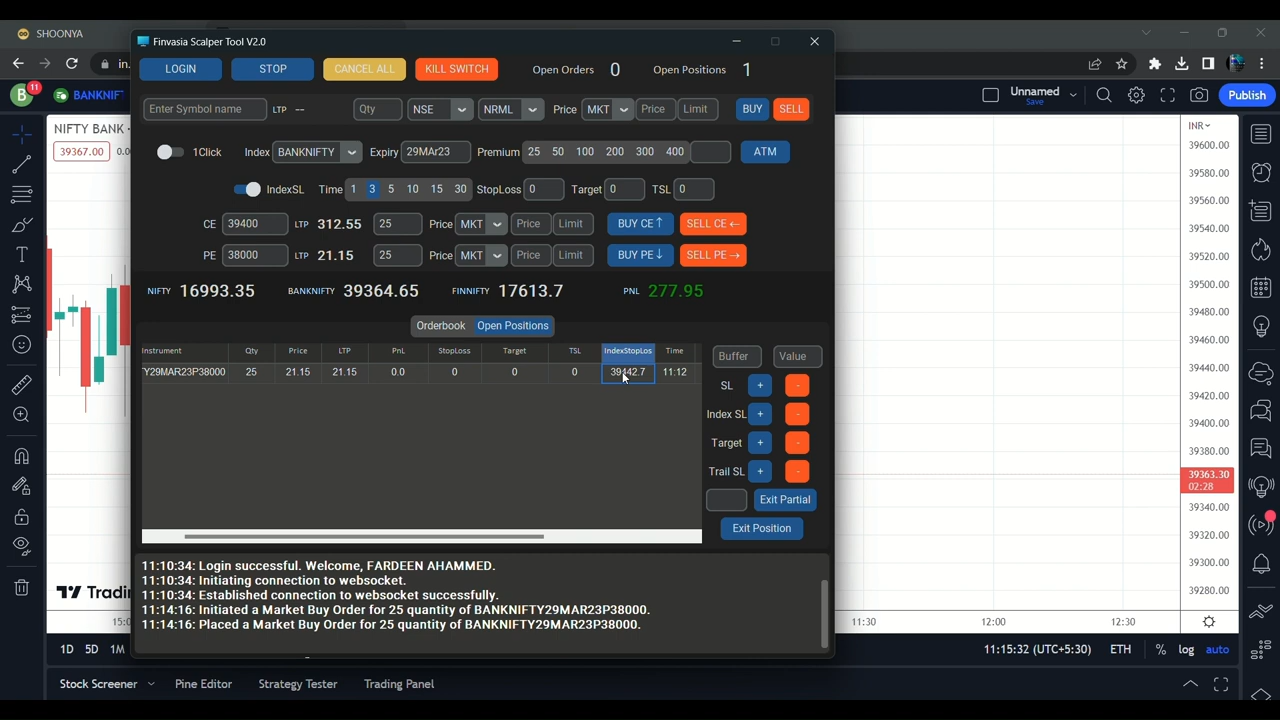 SHOONYA
in.
Finvasia Scalper Tool V2.0
LOGIN STOP CANCEL ALL KILL SWITCH Open Orders 0 Open Positions 1
B 11 BANKNIF Unnamed Save Publish
Enter Symbol name LTP -- Qty NSE NRML Price MKT Price Limit BUY SELL
1Click Index BANKNIFTY Expiry 29MAr23 Premium 25 50 100 200 300 400 ATM
IndexSL Time 1 3 5 10 15 30 StopLoss 0 Target 0 TSL 0
CE 39400 LTP 312.55 25 Price MKT Price Limit BUY CE↑ SELL CE←
PE 38000 LTP 21.15 25 Price MKT Price Limit BUY PE↓ SELL PE→
NIFTY 16993.35 BANKNIFTY 39364.65 FINNIFTY 17613.7 PNL 277.95
Orderbook Open Positions
Instrument Qty Price LTP PnL StopLoss Target TSL IndexStopLos Time
Y29MAR23P38000 25 21.15 21.15 0.0 0 0 0 39442.7 11:12
Buffer Value
SL + -
Index SL + -
Target + -
Trail SL + -
Exit Partial
Exit Position
11:10:34: Login successful. Welcome, FARDEEN AHAMMED.
11:10:34: Initiating connection to websocket.
11:10:34: Established connection to websocket successfully.
11:14:16: Initiated a Market Buy Order for 25 quantity of BANKNIFTY29MAR23P38000.
11:14:16: Placed a Market Buy Order for 25 quantity of BANKNIFTY29MAR23P38000.
NIFTY BANK ·
39367.00 0.0
INR
39600.00
39580.00
39560.00
39540.00
39520.00
39500.00
39480.00
39460.00
39440.00
39420.00
39400.00
39380.00
39363.30
02:28
39340.00
39320.00
39300.00
39280.00
Tradi
15:0 11:30 12:00 12:30
1D 5D 1M 11:15:32 (UTC+5:30) ETH % log auto
Stock Screener Pine Editor Strategy Tester Trading Panel